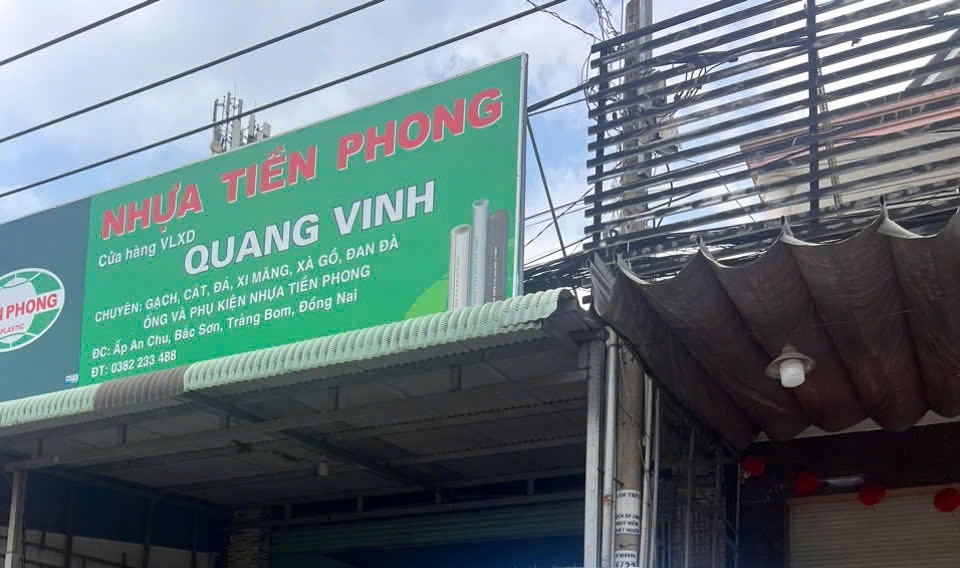 NHỰA TIỀN PHONG
Cửa hàng VLXD
QUANG VINH
CHUYÊN: GẠCH, CÁT, ĐÁ, XI MĂNG, XÀ GỒ, ĐAN ĐÀ
ỐNG VÀ PHỤ KIỆN NHỰA TIỀN PHONG
ĐC: Ấp An Chu, Bắc Sơn, Trảng Bom, Đồng Nai
ĐT: 0382 233 488
PHONG
PLASTIC